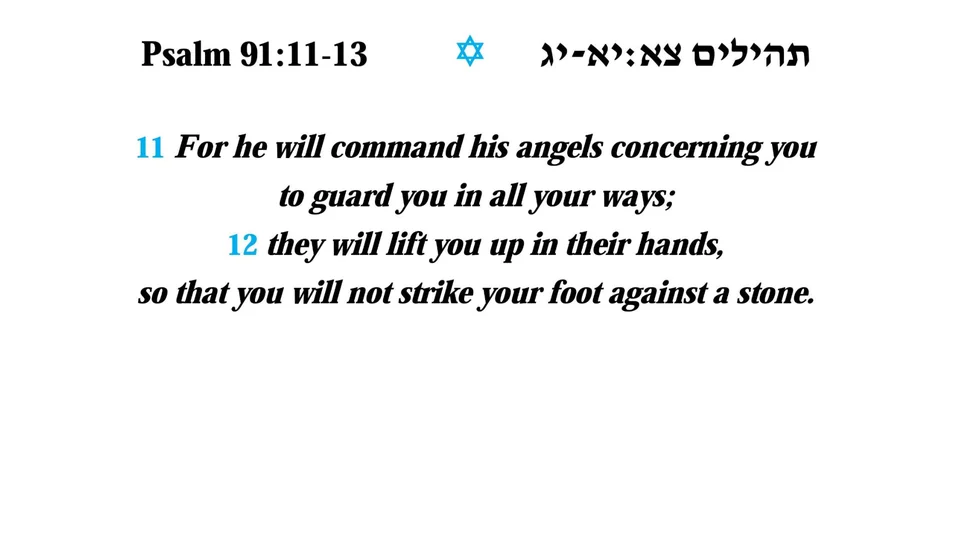 Psalm 91:11-13 ✡ תהילים צא:יא-יג
11 For he will command his angels concerning you
to guard you in all your ways;
12 they will lift you up in their hands,
so that you will not strike your foot against a stone.